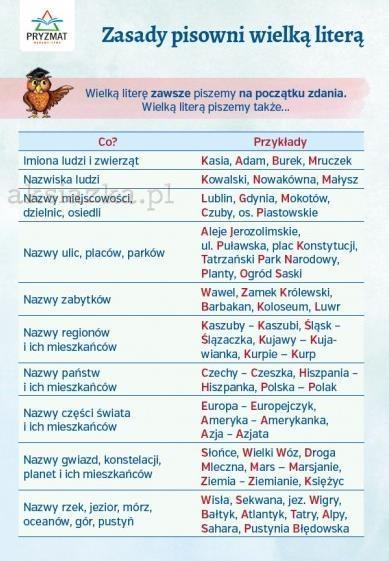 PRYZMAT
Zasady pisowni wielką literą
Wielką literę zawsze piszemy na początku zdania.
Wielką literą piszemy także...
Co? Przykłady
Imiona ludzi i zwierząt Kasia, Adam, Burek, Mruczek
Nazwiska ludzi Kowalski, Nowakówna, Małysz
aksiazka.pl
Nazwy miejscowości, Lublin, Gdynia, Mokotów,
dzielnic, osiedli Czuby, os. Piastowskie
Nazwy ulic, placów, parków Aleje Jerozolimskie,
ul. Puławska, plac Konstytucji,
Tatrzański Park Narodowy,
Planty, Ogród Saski
Nazwy zabytków Wawel, Zamek Królewski,
Barbakan, Koloseum, Luwr
Nazwy regionów Kaszuby – Kaszubi, Śląsk –
i ich mieszkańców Ślązaczka, Kujawy – Kuja-
wianka, Kurpie – Kurp
Nazwy państw Czechy – Czeszka, Hiszpania –
i ich mieszkańców Hiszpanka, Polska – Polak
Nazwy części świata Europa – Europejczyk,
i ich mieszkańców Ameryka – Amerykanka,
Azja – Azjata
Nazwy gwiazd, konstelacji, Słońce, Wielki Wóz, Droga
planet i ich mieszkańców Mleczna, Mars – Marsjanie,
Ziemia – Ziemianie, Księżyc
Nazwy rzek, jezior, mórz, Wisła, Sekwana, jez. Wigry,
oceanów, gór, pustyń Bałtyk, Atlantyk, Tatry, Alpy,
Sahara, Pustynia Błędowska